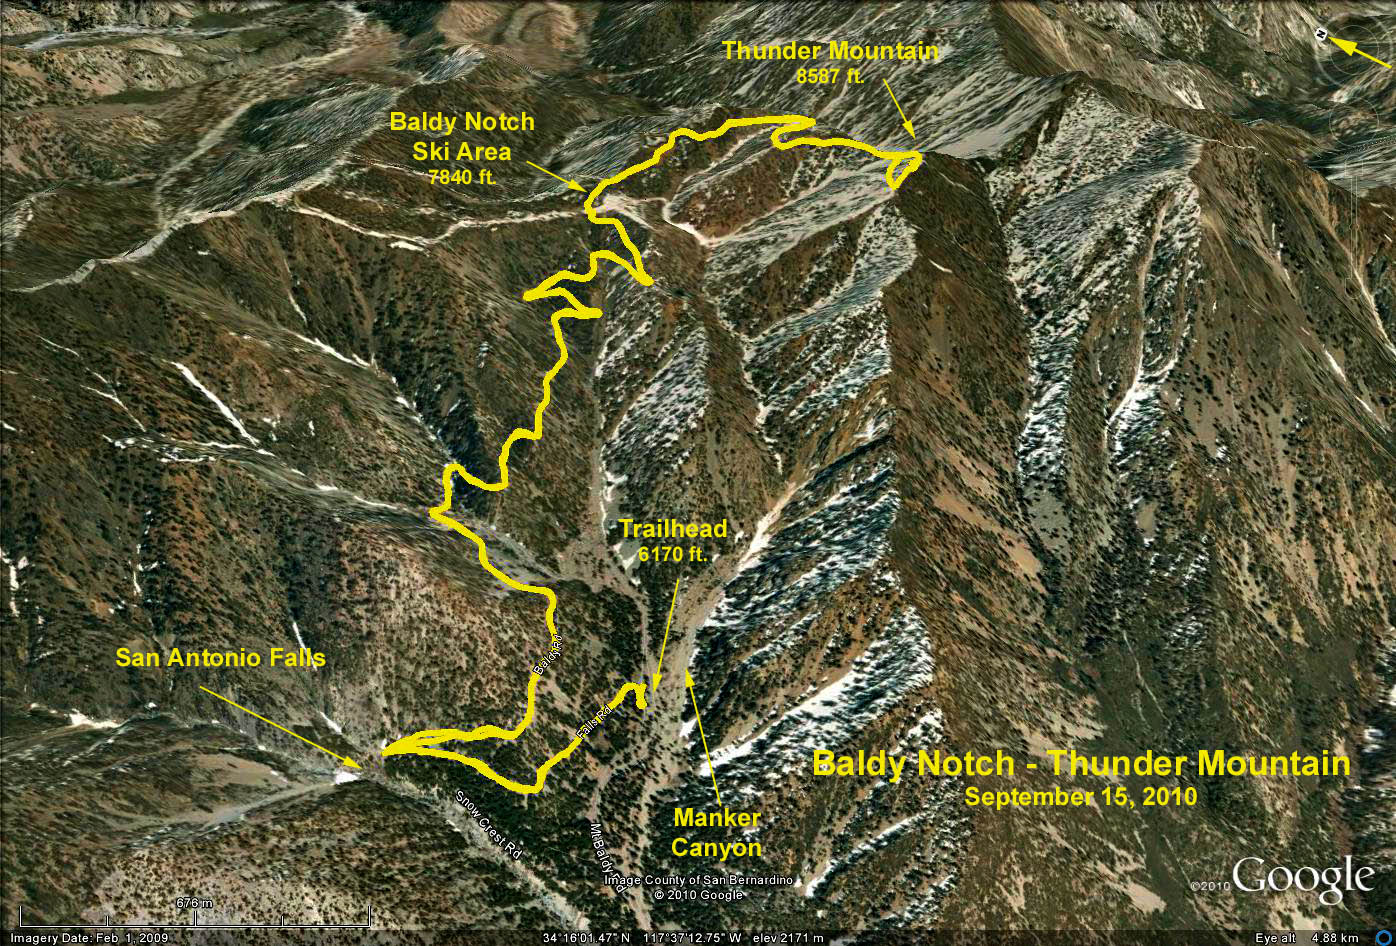 Thunder Mountain
8587 ft.
N
Baldy Notch
Ski Area
7840 ft.
Trailhead
6170 ft.
Baldy Rd
San Antonio Falls
Falls Rd
Baldy Notch - Thunder Mountain
September 15, 2010
Snow Crest Rd
Mt Baldy Rd
Manker
Canyon
Image County of San Bernardino
© 2010 Google
©2010 Google
676 m
Imagery Date: Feb 1, 2009
34°16'01.47" N 117°37'12.75" W elev 2171 m
Eye alt 4.88 km